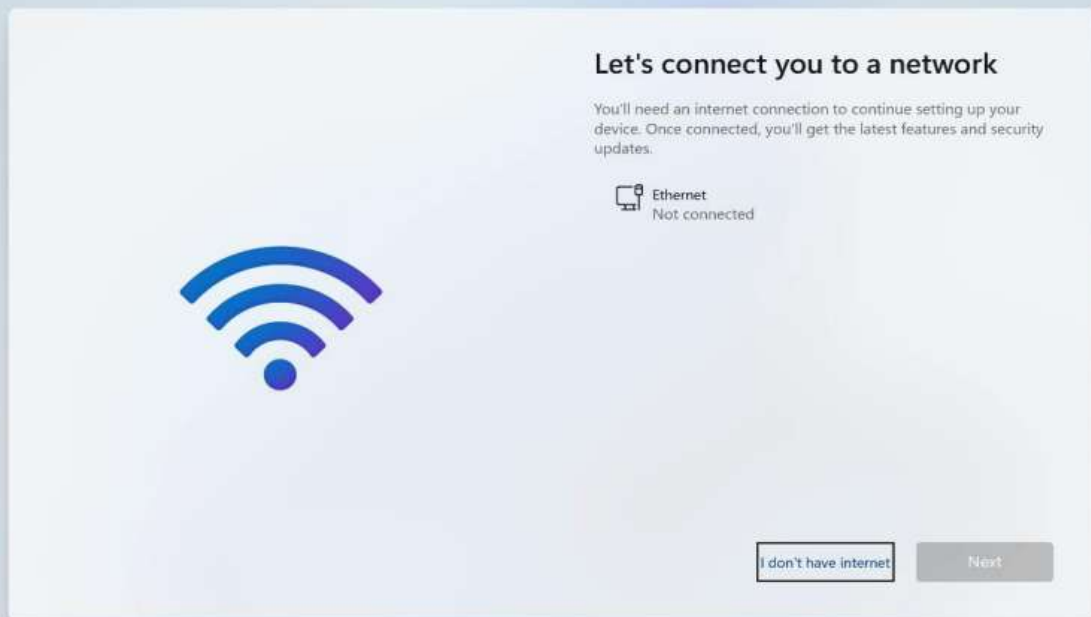 Let's connect you to a network
You'll need an internet connection to continue setting up your
device. Once connected, you'll get the latest features and security
updates.
Ethernet
Not connected
I don't have internet
Next